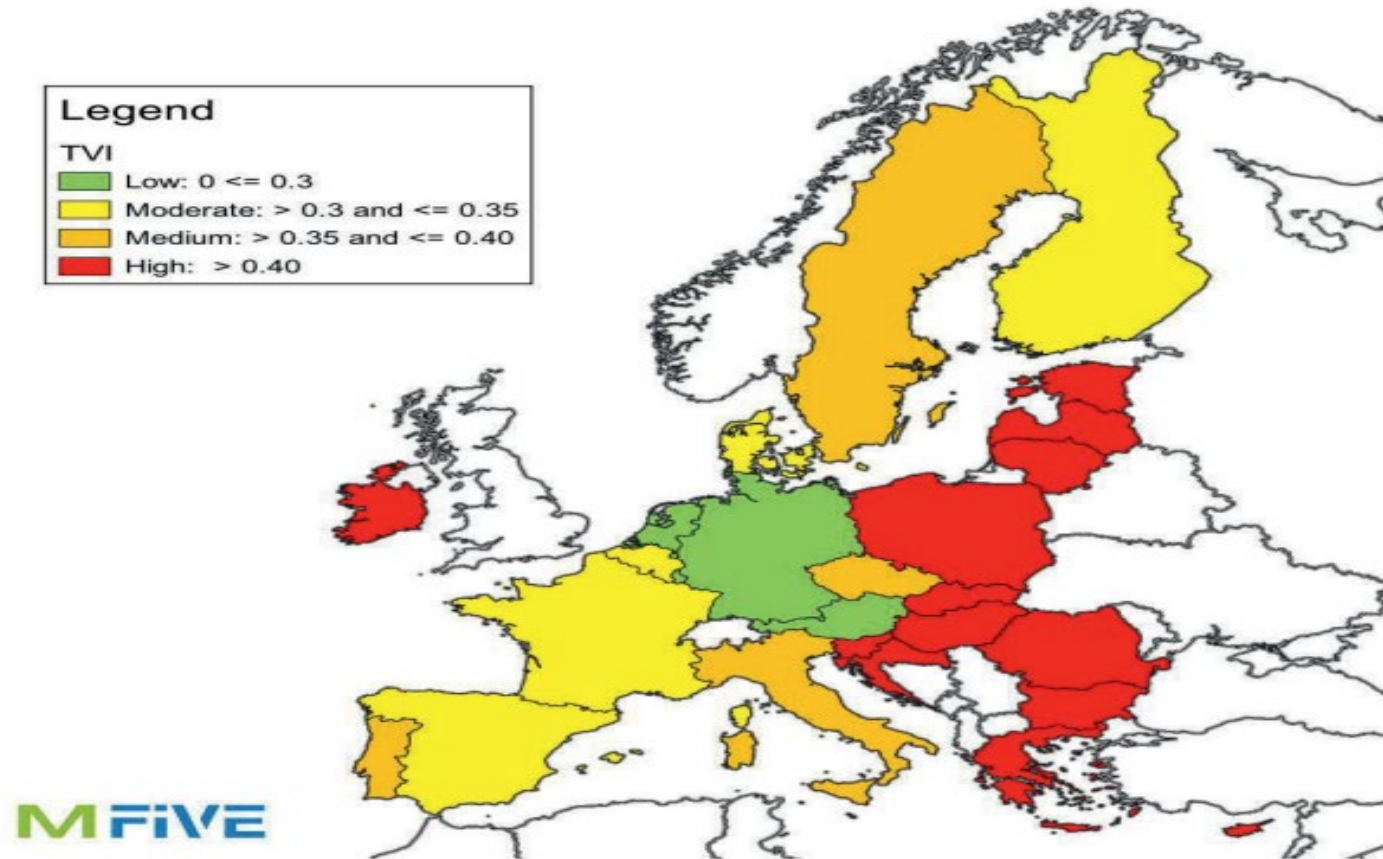 Legend
TVI
Low: 0 <= 0.3
Moderate: > 0.3 and <= 0.35
Medium: > 0.35 and <= 0.40
High: > 0.40
MFiVE